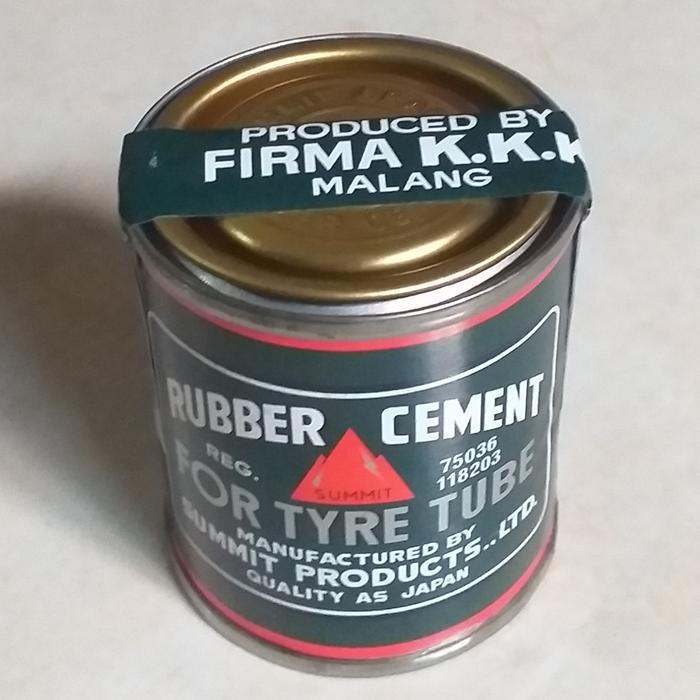 PRODUCED BY
FIRMA K.K.K
MALANG
RUBBER CEMENT
REG.
75036
118203
SUMMIT
FOR TYRE TUBE
MANUFACTURED BY
SUMMIT PRODUCTS..LTD.
QUALITY AS JAPAN